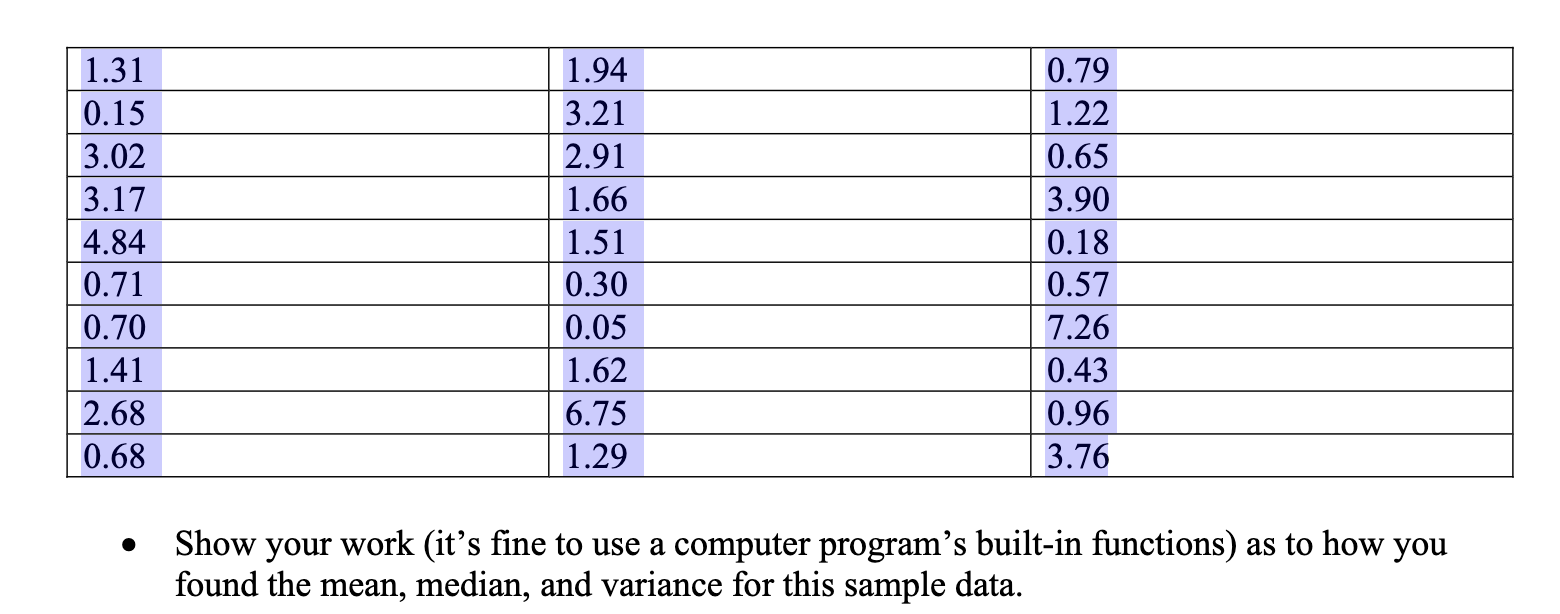 1.31 1.94 0.79
0.15 3.21 1.22
3.02 2.91 0.65
3.17 1.66 3.90
4.84 1.51 0.18
0.71 0.30 0.57
0.70 0.05 7.26
1.41 1.62 0.43
2.68 6.75 0.96
0.68 1.29 3.76
• Show your work (it’s fine to use a computer program’s built-in functions) as to how you
found the mean, median, and variance for this sample data.